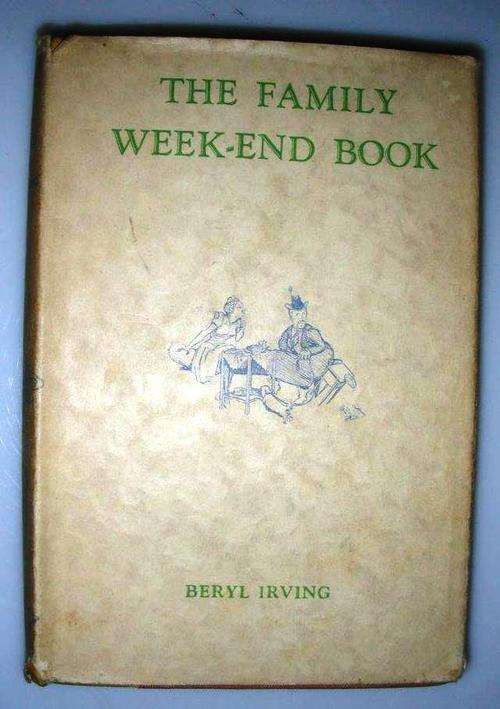 THE FAMILY
WEEK-END BOOK
BERYL IRVING